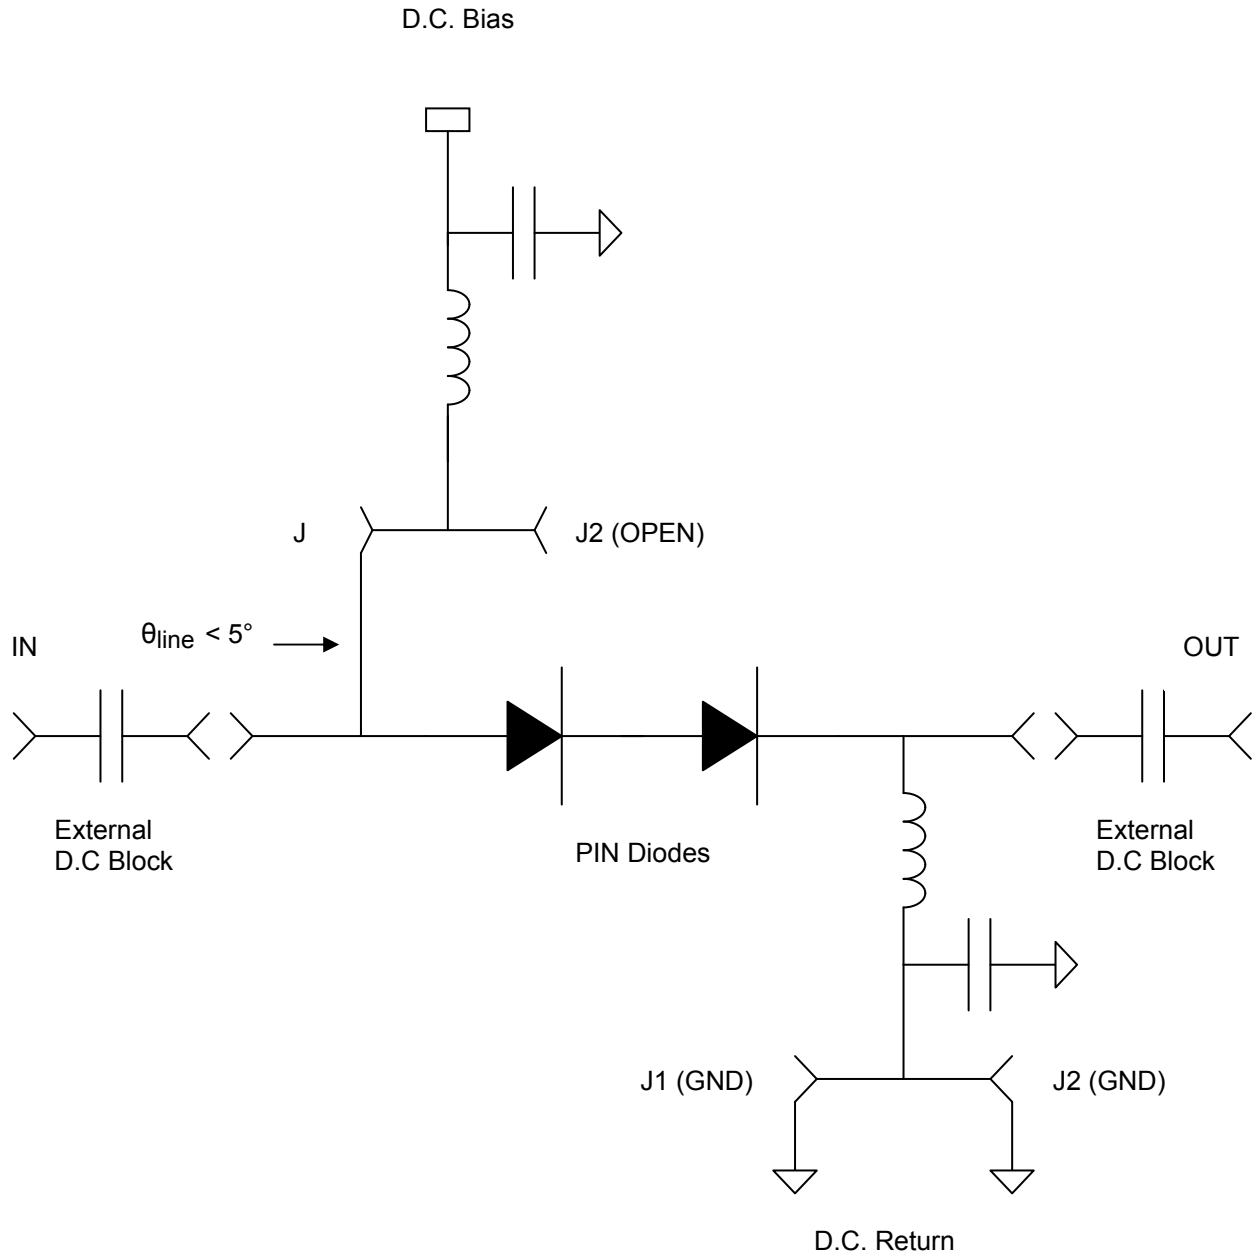 D.C. Bias
J
J2 (OPEN)
θline < 5°
IN
OUT
External
D.C Block
PIN Diodes
External
D.C Block
J1 (GND)
J2 (GND)
D.C. Return